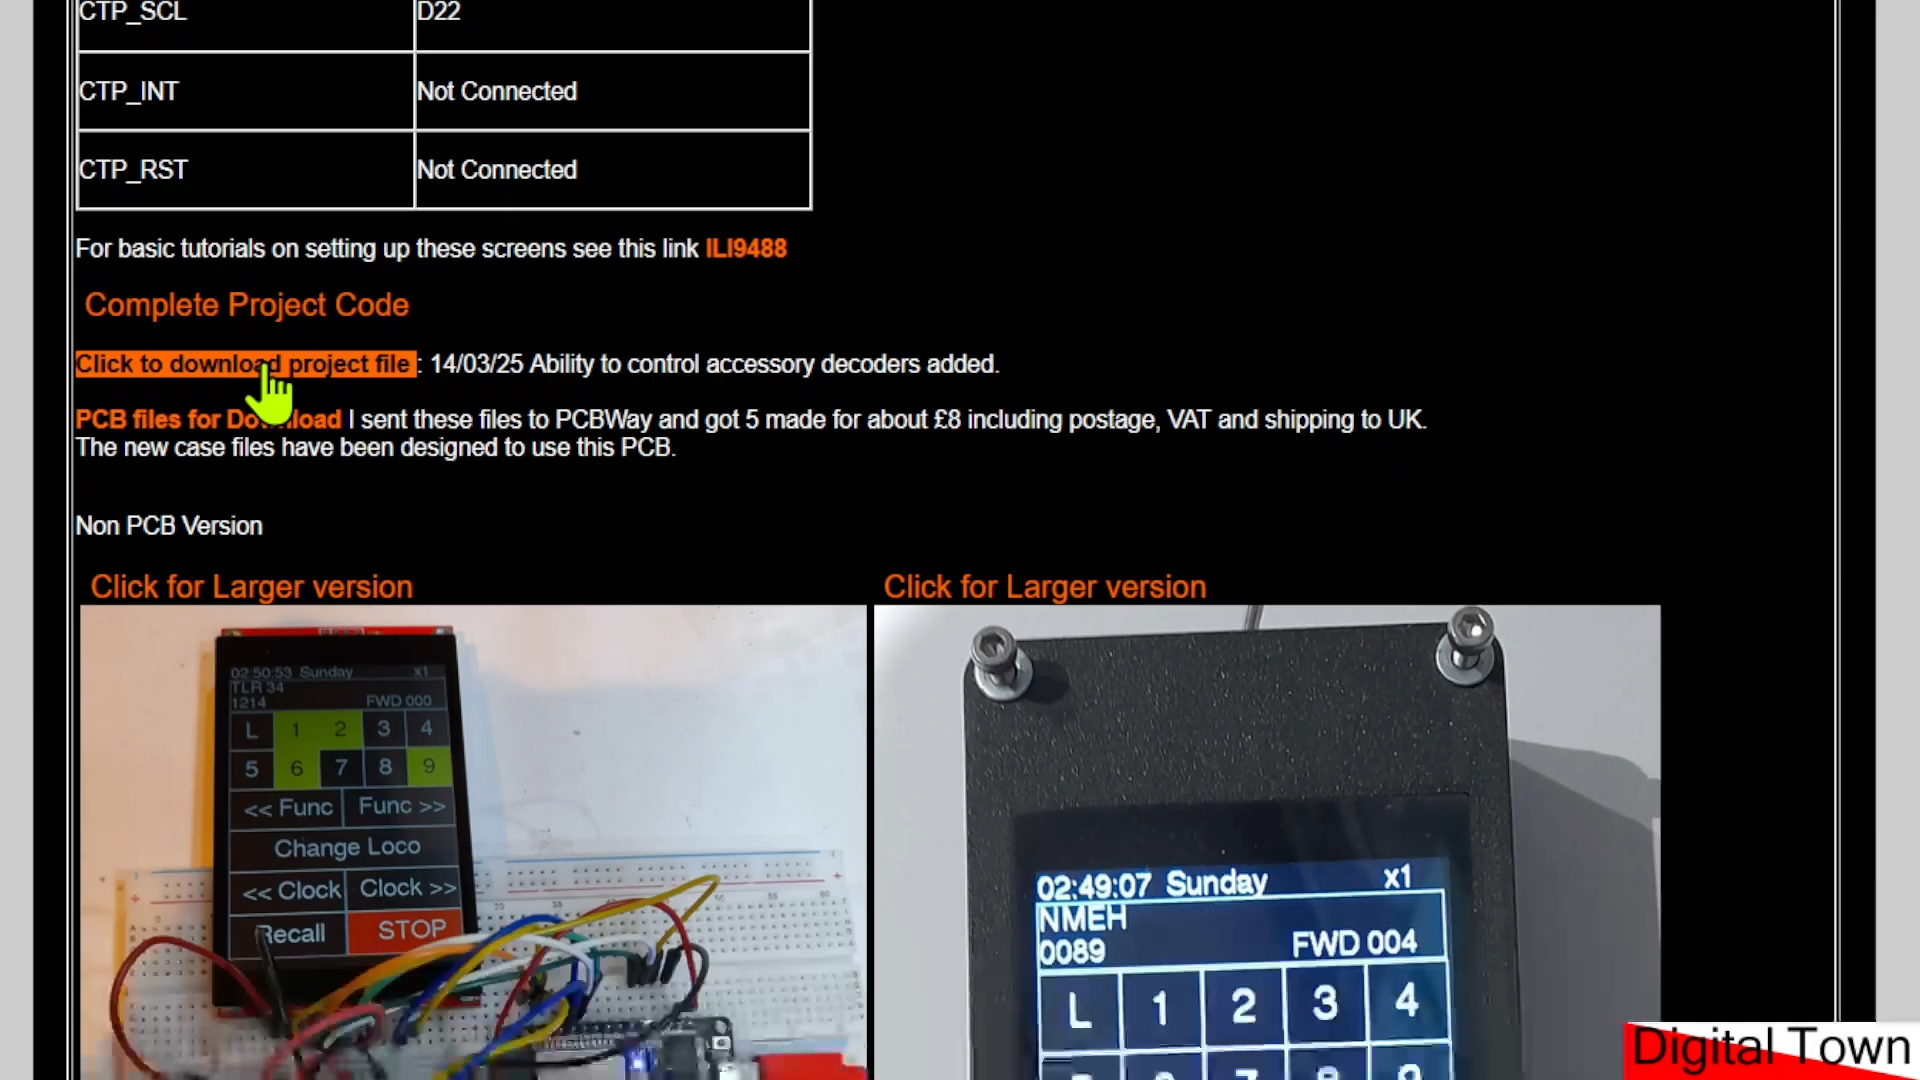 CTP_SCL D22
CTP_INT Not Connected
CTP_RST Not Connected
For basic tutorials on setting up these screens see this link ILI9488
Complete Project Code
Click to download project file : 14/03/25 Ability to control accessory decoders added.
PCB files for Download I sent these files to PCBWay and got 5 made for about £8 including postage, VAT and shipping to UK.
The new case files have been designed to use this PCB.
Non PCB Version
Click for Larger version
Click for Larger version
02:50:53 Sunday x1
TLR 34
1214 FWD 000
L 1 2 3 4
5 6 7 8 9
<< Func Func >>
Change Loco
<< Clock Clock >>
Recall STOP
02:49:07 Sunday x1
NMEH
0089 FWD 004
L 1 2 3 4
Digital Town